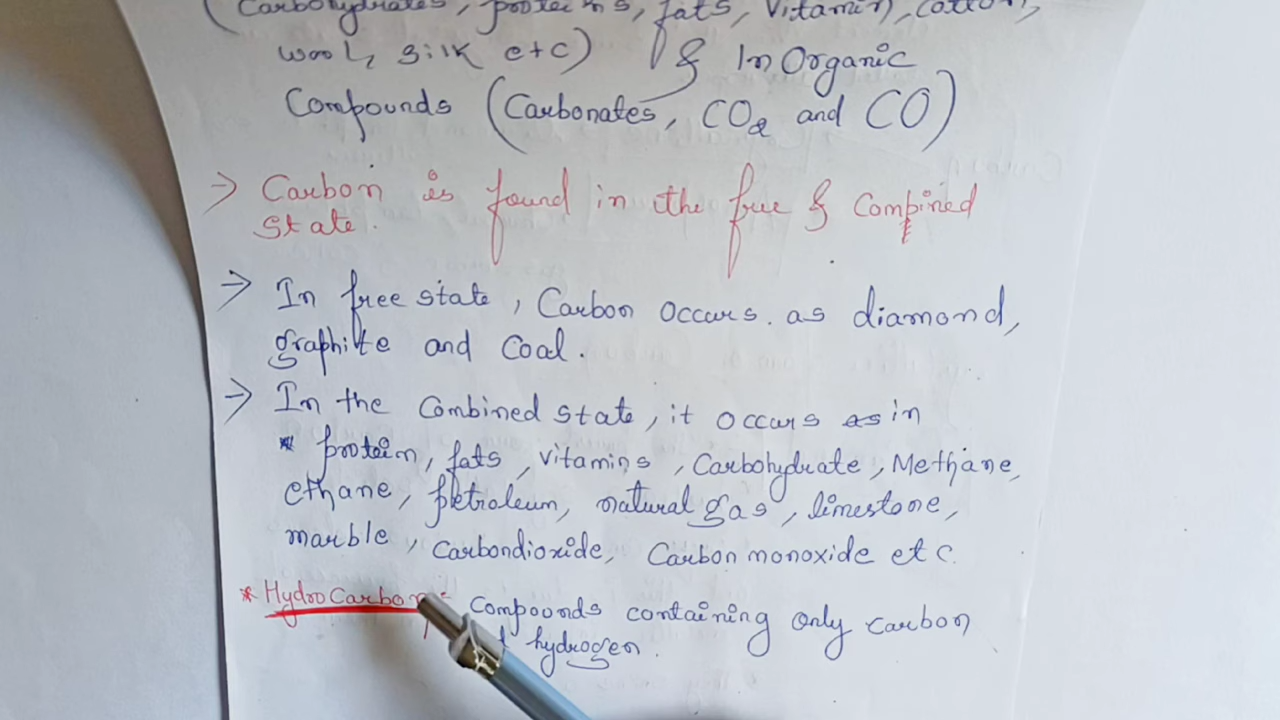 (Carbohydrates, proteins, fats, Vitamin, Cotton,
wool, silk etc) & InOrganic
Compounds (Carbonates, CO2 and CO)
→ Carbon is found in the free & Combined
state.
→ In free state, Carbon occurs. as diamond,
graphite and Coal.
→ In the Combined state, it occurs as in
* protein, fats, vitamins, Carbohydrate, Methane,
ethane, petroleum, natural gas, limestone,
marble, carbondioxide, Carbon monoxide etc.
* HydroCarbon:- Compounds containing only carbon
hydrogen.